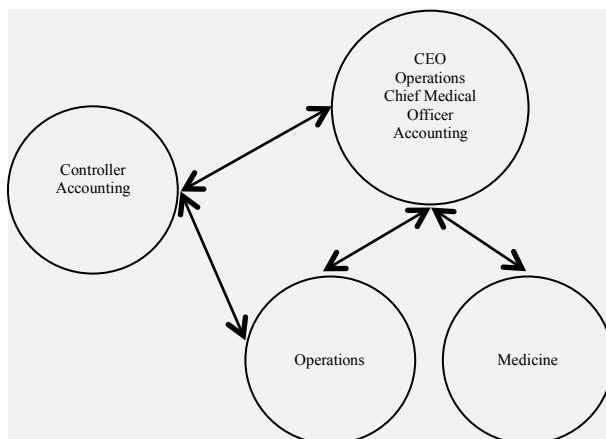 CEO
Operations
Chief Medical
Officer
Accounting
Controller
Accounting
Operations
Medicine